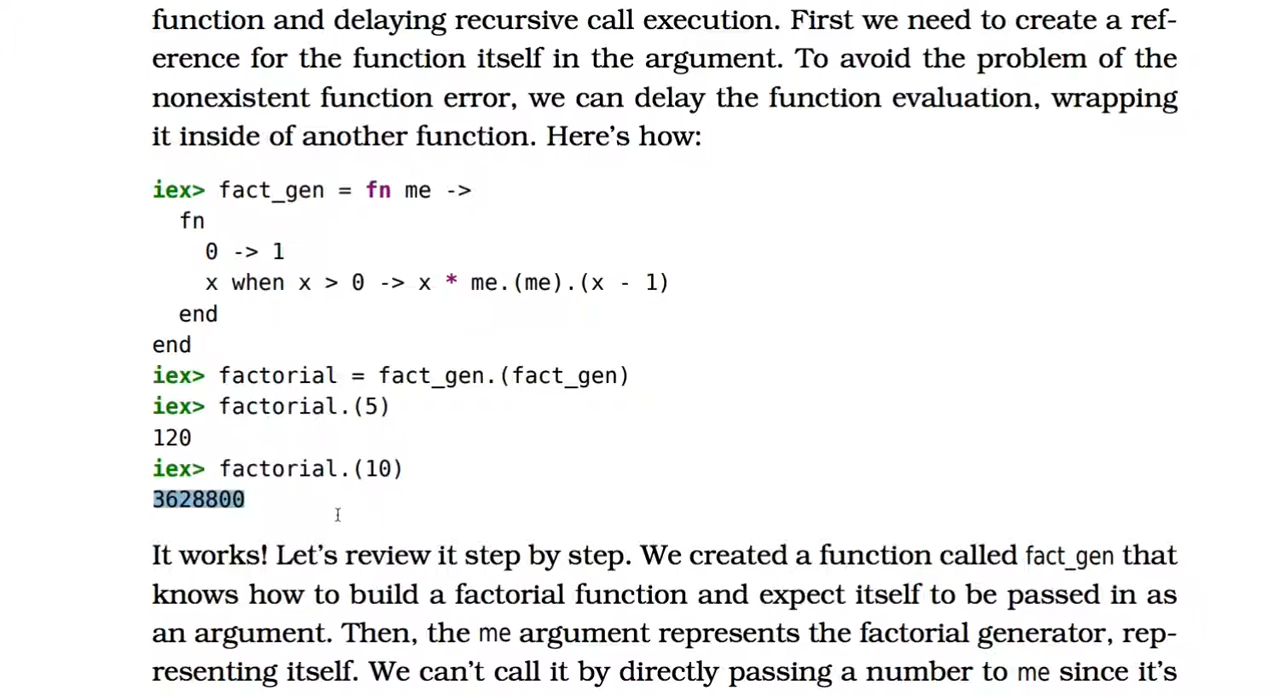 function and delaying recursive call execution. First we need to create a ref-
erence for the function itself in the argument. To avoid the problem of the
nonexistent function error, we can delay the function evaluation, wrapping
it inside of another function. Here’s how:
iex> fact_gen = fn me ->
  fn
    0 -> 1
    x when x > 0 -> x * me.(me).(x - 1)
  end
end
iex> factorial = fact_gen.(fact_gen)
iex> factorial.(5)
120
iex> factorial.(10)
3628800
It works! Let’s review it step by step. We created a function called fact_gen that
knows how to build a factorial function and expect itself to be passed in as
an argument. Then, the me argument represents the factorial generator, rep-
resenting itself. We can’t call it by directly passing a number to me since it’s